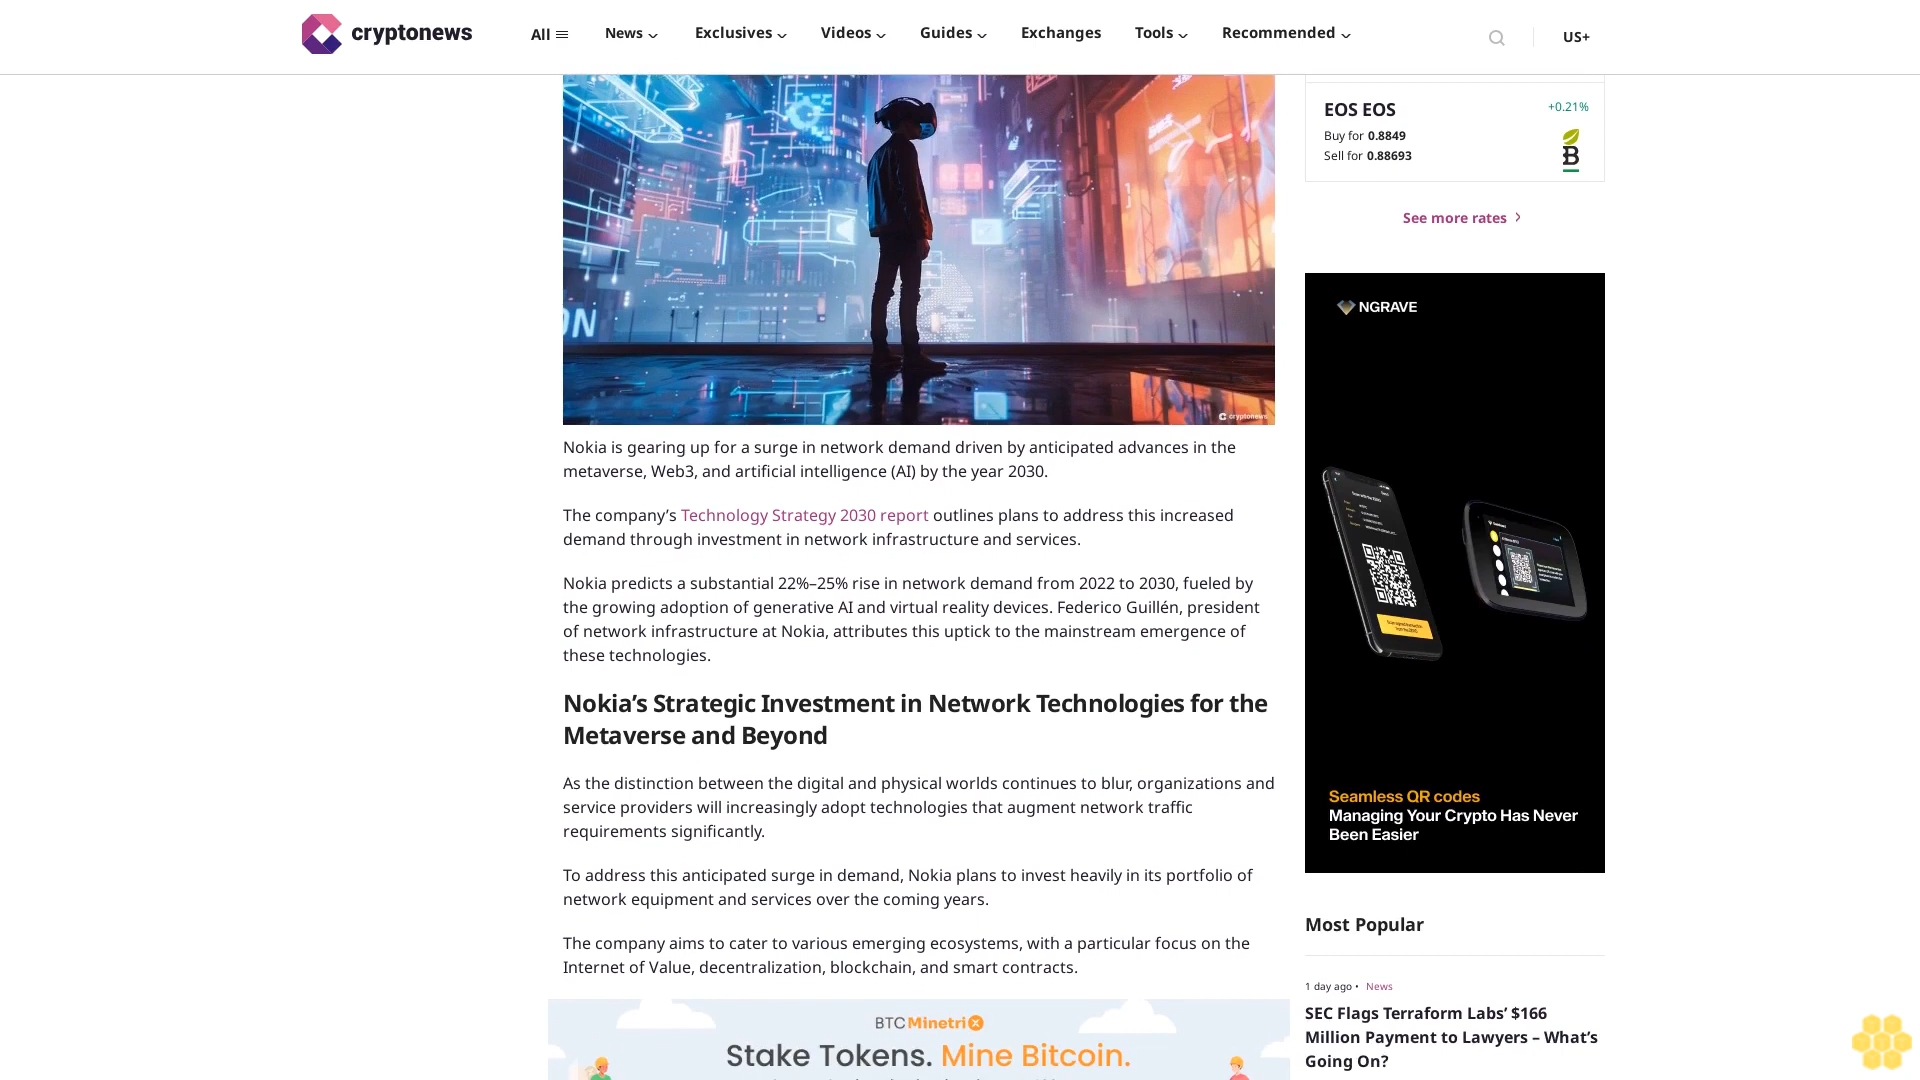 cryptonews
All
News
Exclusives
Videos
Guides
Exchanges
Tools
Recommended
US+
ON
cryptonews
Nokia is gearing up for a surge in network demand driven by anticipated advances in the
metaverse, Web3, and artificial intelligence (AI) by the year 2030.
The company’s Technology Strategy 2030 report outlines plans to address this increased
demand through investment in network infrastructure and services.
Nokia predicts a substantial 22%–25% rise in network demand from 2022 to 2030, fueled by
the growing adoption of generative AI and virtual reality devices. Federico Guillén, president
of network infrastructure at Nokia, attributes this uptick to the mainstream emergence of
these technologies.
Nokia’s Strategic Investment in Network Technologies for the
Metaverse and Beyond
As the distinction between the digital and physical worlds continues to blur, organizations and
service providers will increasingly adopt technologies that augment network traffic
requirements significantly.
To address this anticipated surge in demand, Nokia plans to invest heavily in its portfolio of
network equipment and services over the coming years.
The company aims to cater to various emerging ecosystems, with a particular focus on the
Internet of Value, decentralization, blockchain, and smart contracts.
BTC Minetrix
Stake Tokens. Mine Bitcoin.
EOS EOS
+0.21%
Buy for 0.8849
Sell for 0.88693
B
See more rates
NGRAVE
Seamless QR codes
Managing Your Crypto Has Never
Been Easier
Most Popular
1 day ago • News
SEC Flags Terraform Labs’ $166
Million Payment to Lawyers – What’s
Going On?